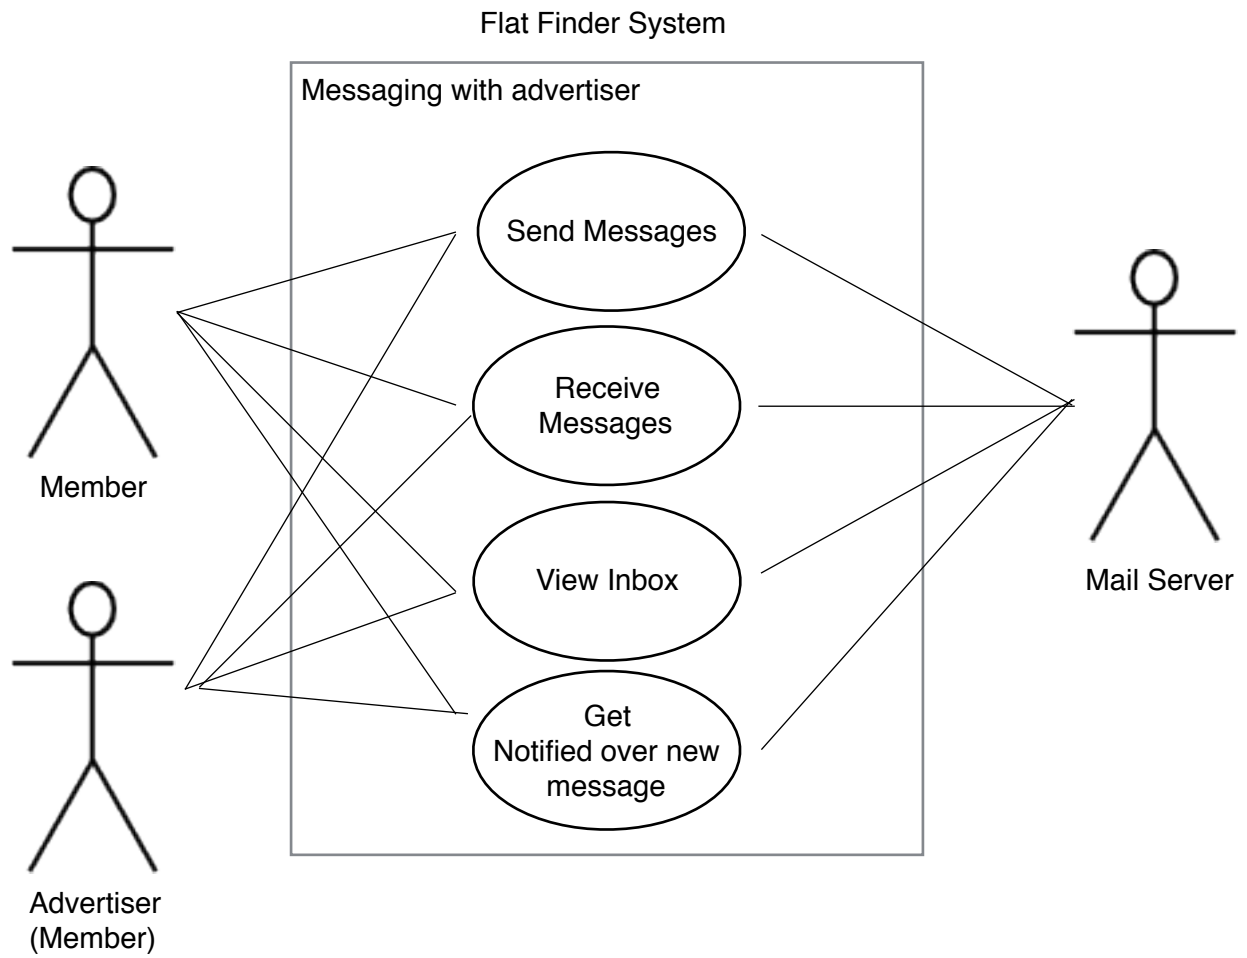 Flat Finder System
Messaging with advertiser
Send Messages
Receive
Messages
Member
View Inbox
Mail Server
Get
Notified over new
message
Advertiser
(Member)